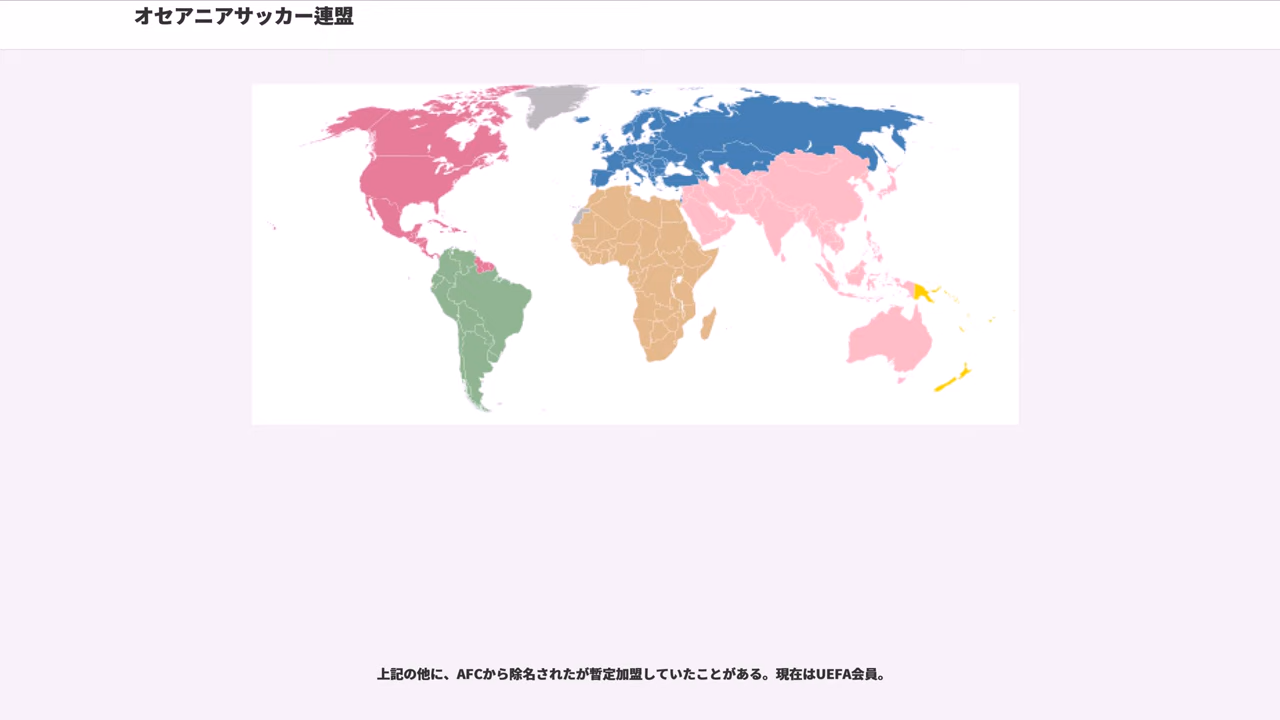 オセアニアサッカー連盟
上記の他に、AFCから除名されたが暫定加盟していたことがある。現在はUEFA会員。